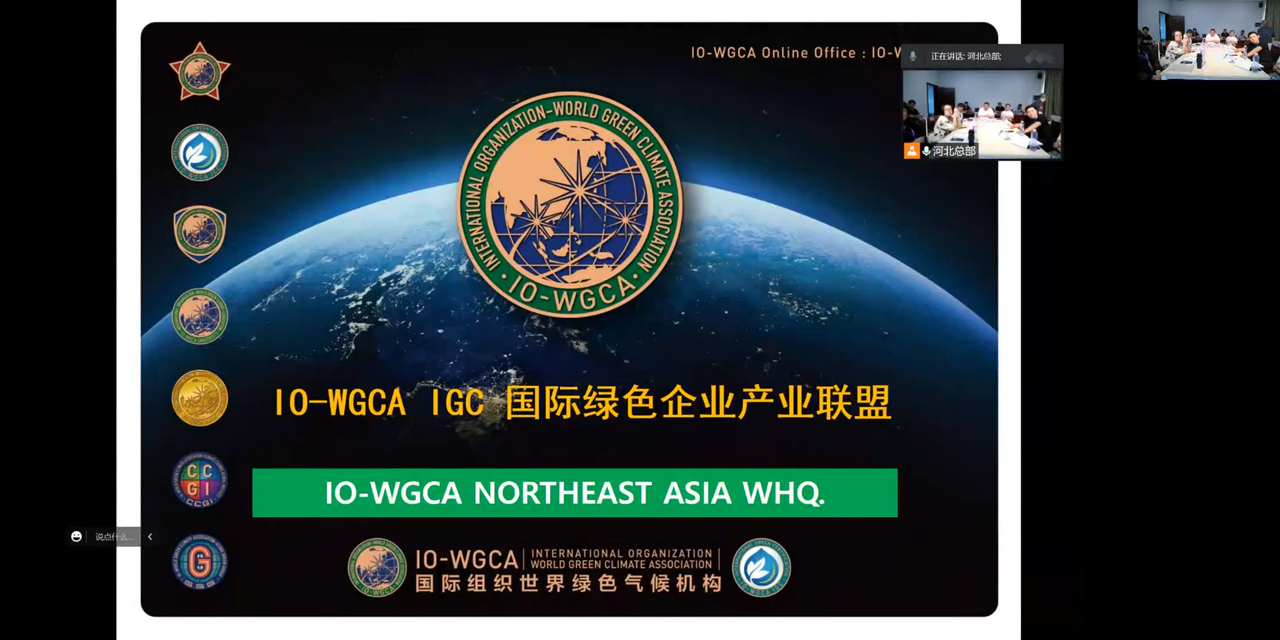 IO-WGCA Online Office : IO-W
正在讲话: 河北总部;
河北总部
INTERNATIONAL ORGANIZATION-WORLD GREEN CLIMATE ASSOCIATION
IO-WGCA
IO-WGCA IGC 国际绿色企业产业联盟
IO-WGCA NORTHEAST ASIA WHQ.
说点什么...
IO-WGCA
INTERNATIONAL ORGANIZATION
WORLD GREEN CLIMATE ASSOCIATION
国际组织世界绿色气候机构
C C
G I
CCGI
G